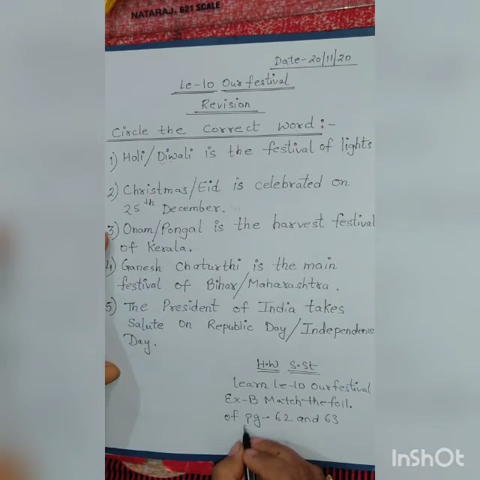 NATARAJ, 621 SCALE
Date-20/11/20
Le-10 Our festival
Revision
Circle the Correct Word:-
1) Holi/Diwali is the festival of lights
2) Christmas/Eid is celebrated on
25th December.
3) Onam/Pongal is the harvest festival
of Kerala.
4) Ganesh Chaturthi is the main
festival of Bihar/Maharashtra.
5) The President of India takes
Salute on Republic Day/Independence
Day.
H.W S.St
Learn Le-10 Our festival
Ex-B Match the foll.
of pg- 62 and 63
InShOt